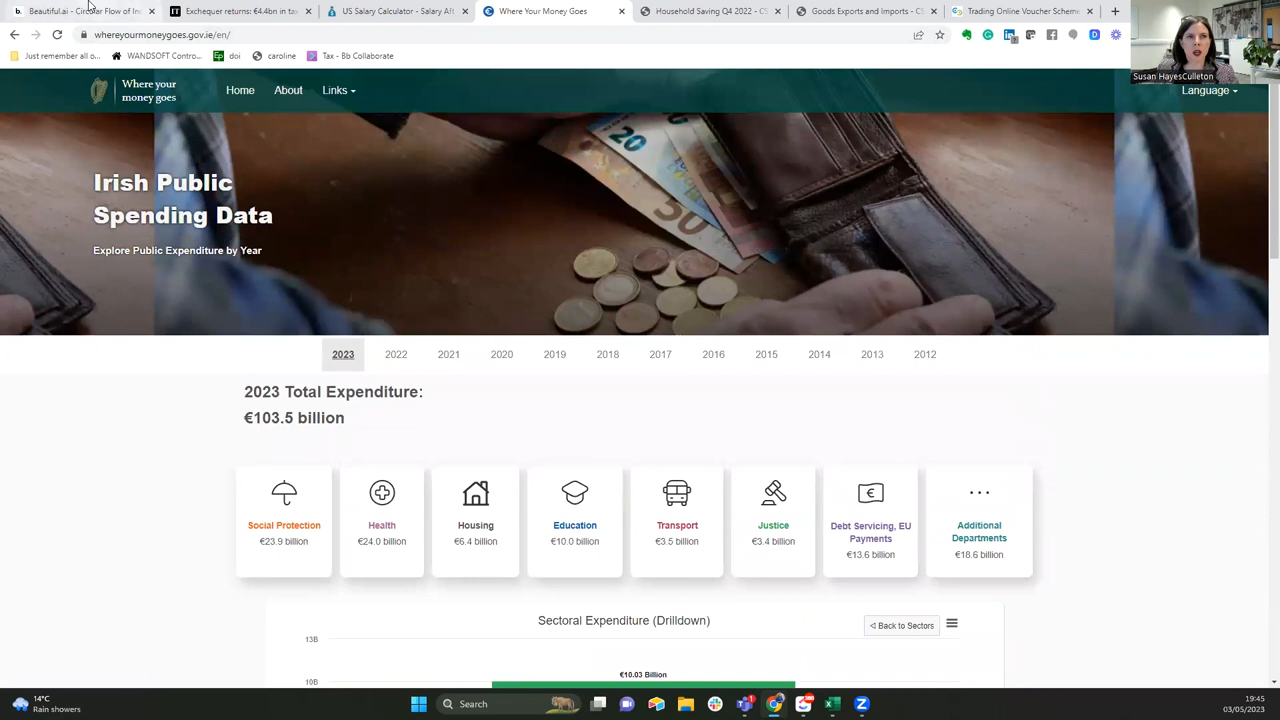 b. Beautiful.ai - Circular Flow of Inc
IT Exchequer returns: €4.4bn in tax
US Salary Calculator - Salary Aft
Where Your Money Goes
Household Saving Q4 2022 - CS
Goods Exports and Imports - CS
Trading Online Voucher Scheme
whereyourmoneygoes.gov.ie/en/
Just remember all o...
WANDSOFT Contro...
doi
caroline
Tax - Bb Collaborate
Susan HayesCulleton
Where your
money goes
Home
About
Links
Language
Irish Public
Spending Data
Explore Public Expenditure by Year
20
50
2023
2022
2021
2020
2019
2018
2017
2016
2015
2014
2013
2012
2023 Total Expenditure:
€103.5 billion
Social Protection
€23.9 billion
Health
€24.0 billion
Housing
€6.4 billion
Education
€10.0 billion
Transport
€3.5 billion
Justice
€3.4 billion
Debt Servicing, EU
Payments
€13.6 billion
Additional
Departments
€18.6 billion
Sectoral Expenditure (Drilldown)
◁ Back to Sectors
13B
€10.03 Billion
10B
14°C
Rain showers
Search
19:45
03/05/2023